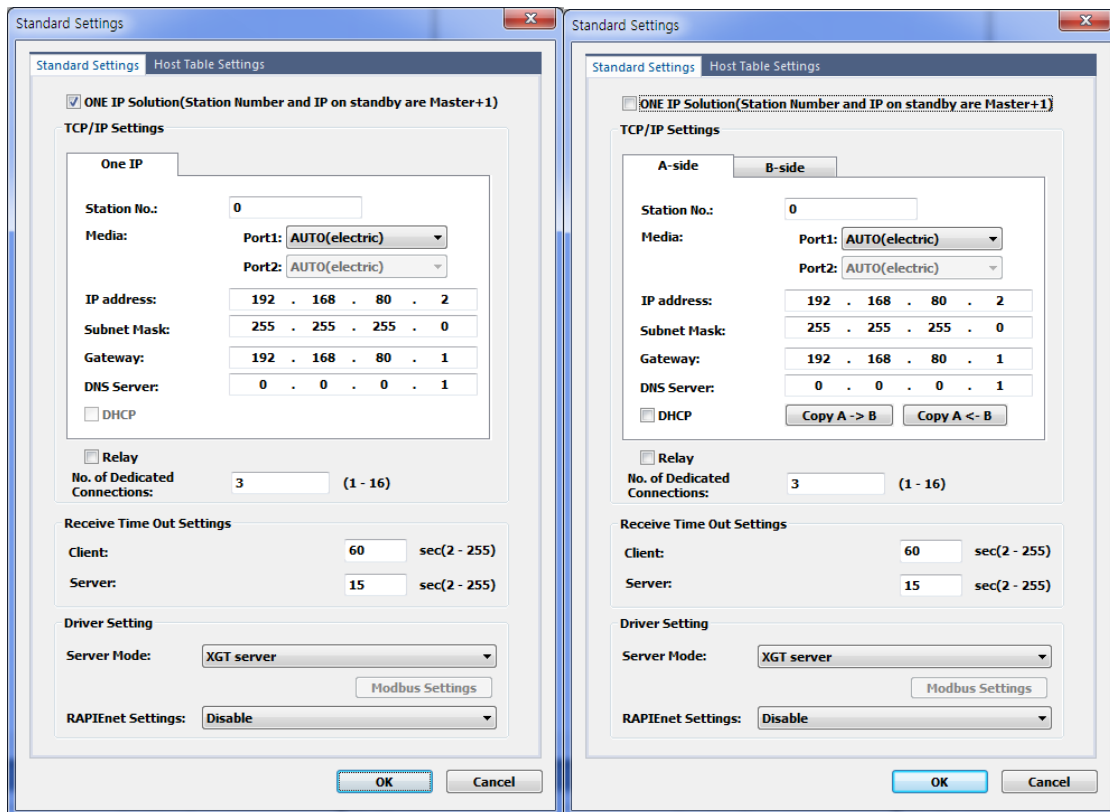 Standard Settings
Standard Settings Host Table Settings
ONE IP Solution(Station Number and IP on standby are Master+1)
TCP/IP Settings
One IP
Station No.: 0
Media: Port1: AUTO(electric)
Port2: AUTO(electric)
IP address: 192 . 168 . 80 . 2
Subnet Mask: 255 . 255 . 255 . 0
Gateway: 192 . 168 . 80 . 1
DNS Server: 0 . 0 . 0 . 1
DHCP
Relay
No. of Dedicated
Connections: 3 (1 - 16)
Receive Time Out Settings
Client: 60 sec(2 - 255)
Server: 15 sec(2 - 255)
Driver Setting
Server Mode: XGT server
Modbus Settings
RAPIEnet Settings: Disable
OK Cancel
Standard Settings
Standard Settings Host Table Settings
ONE IP Solution(Station Number and IP on standby are Master+1)
TCP/IP Settings
A-side B-side
Station No.: 0
Media: Port1: AUTO(electric)
Port2: AUTO(electric)
IP address: 192 . 168 . 80 . 2
Subnet Mask: 255 . 255 . 255 . 0
Gateway: 192 . 168 . 80 . 1
DNS Server: 0 . 0 . 0 . 1
DHCP Copy A -> B Copy A <- B
Relay
No. of Dedicated
Connections: 3 (1 - 16)
Receive Time Out Settings
Client: 60 sec(2 - 255)
Server: 15 sec(2 - 255)
Driver Setting
Server Mode: XGT server
Modbus Settings
RAPIEnet Settings: Disable
OK Cancel